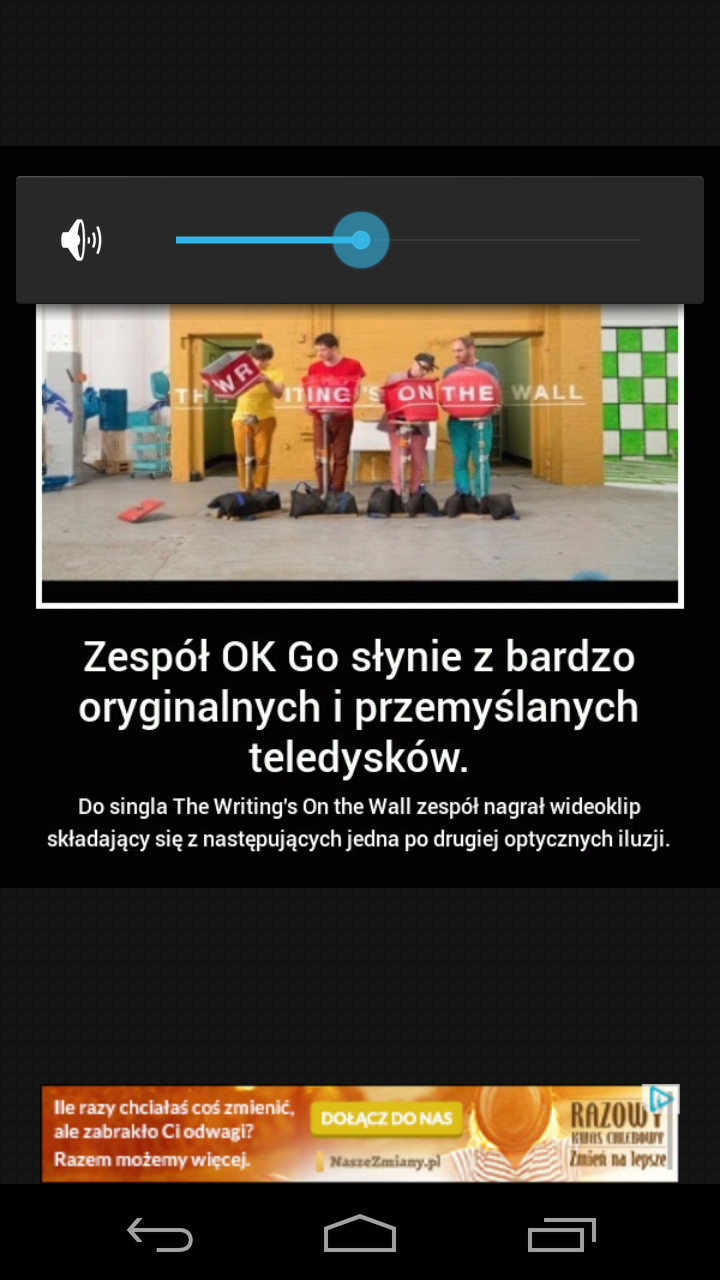 WR
TH ITING'S ON THE WALL
Zespół OK Go słynie z bardzo
oryginalnych i przemyślanych
teledysków.
Do singla The Writing's On the Wall zespół nagrał wideoklip
składający się z następujących jedna po drugiej optycznych iluzji.
Ile razy chciałaś coś zmienić,
ale zabrakło Ci odwagi?
Razem możemy więcej.
DOŁĄCZ DO NAS
NaszeZmiany.pl
RAZOWY
KWAS CHLEBOWY
Zmień na lepsze